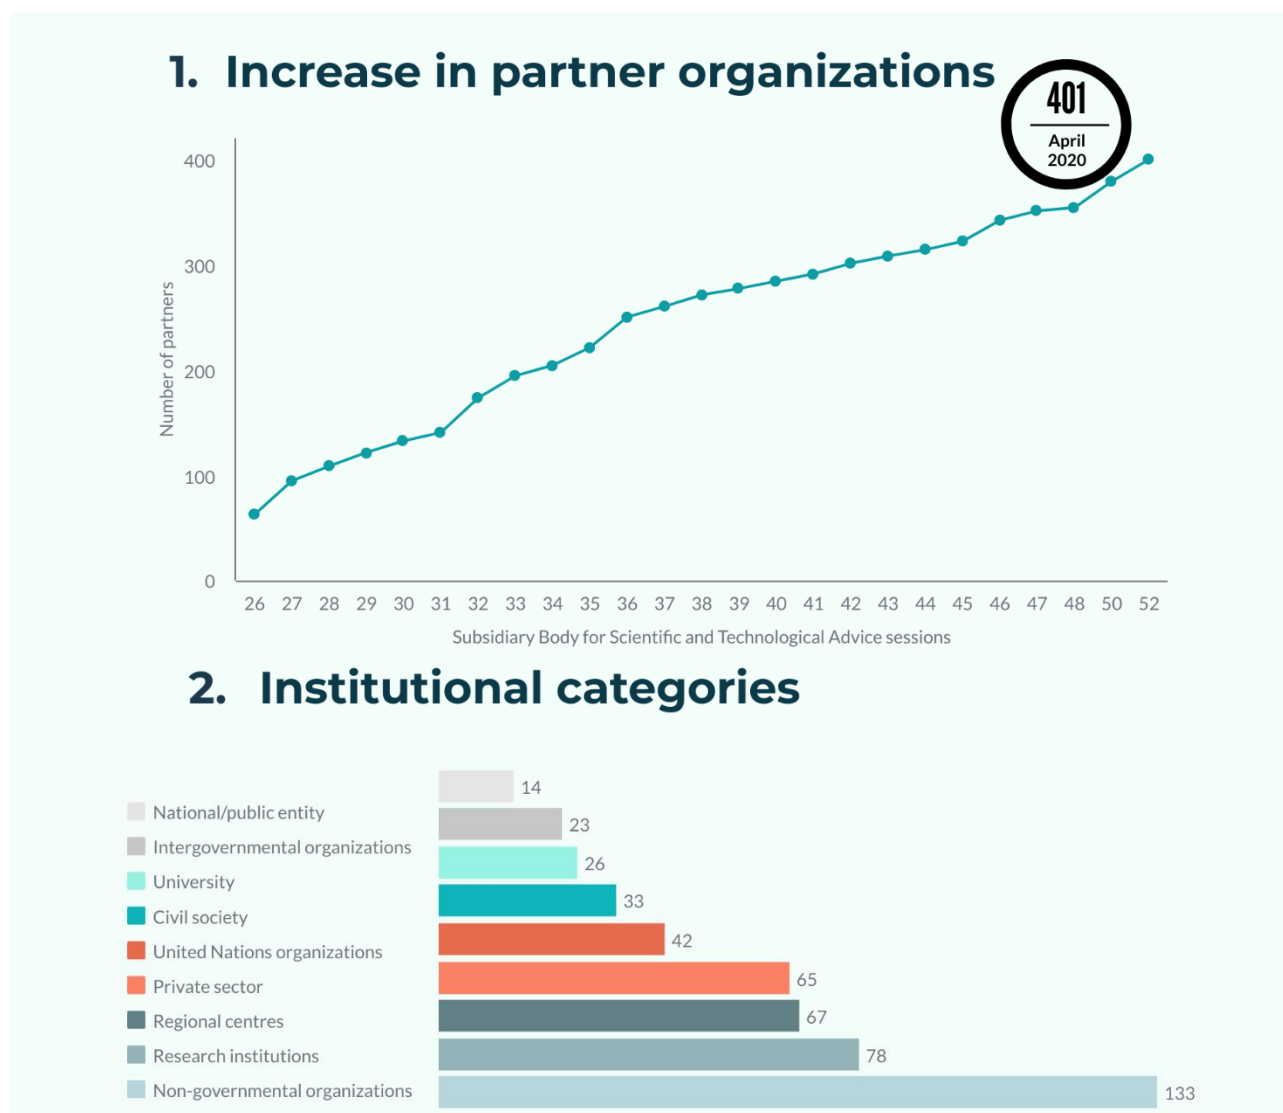 1. Increase in partner organizations
401
April
2020
400
300
200
100
0
Number of partners
26 27 28 29 30 31 32 33 34 35 36 37 38 39 40 41 42 43 44 45 46 47 48 50 52
Subsidiary Body for Scientific and Technological Advice sessions
2. Institutional categories
National/public entity
Intergovernmental organizations
University
Civil society
United Nations organizations
Private sector
Regional centres
Research institutions
Non-governmental organizations
14
23
26
33
42
65
67
78
133